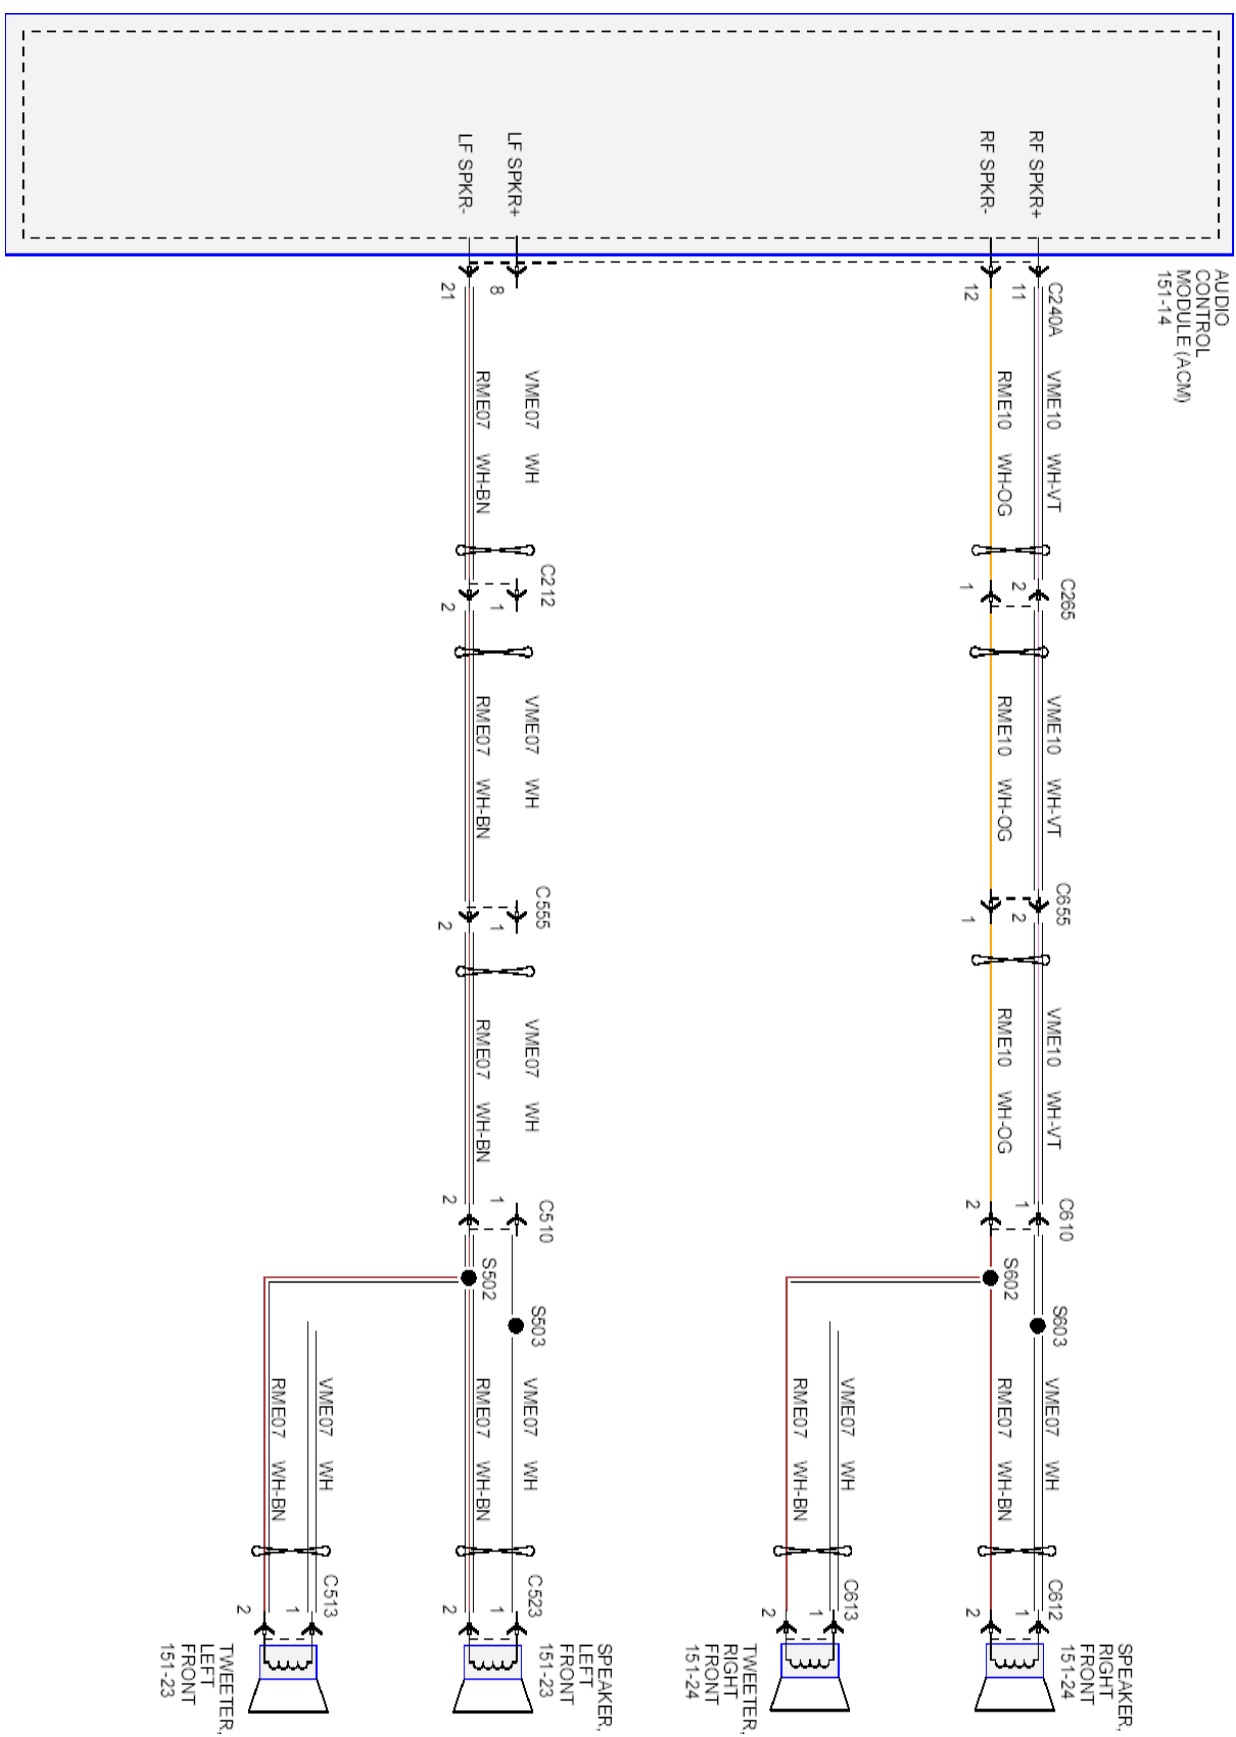 AUDIO
CONTROL
MODULE (ACM)
151-14
SPEAKER,
RIGHT
FRONT
151-24
C240A
C265
C655
C610
S603
C612
RF SPKR+
11
VME10 WH-VT
2
VME10 WH-VT
2
VME10 WH-VT
1
VME07 WH
1
S602
RF SPKR-
12
RME10 WH-OG
1
RME10 WH-OG
1
RME10 WH-OG
2
RME07 WH-BN
2
C613
VME07 WH
1
RME07 WH-BN
2
TWEETER,
RIGHT
FRONT
151-24
SPEAKER,
LEFT
FRONT
151-23
C212
C555
C510
S503
C523
LF SPKR+
8
VME07 WH
1
VME07 WH
1
VME07 WH
1
VME07 WH
1
S502
LF SPKR-
21
RME07 WH-BN
2
RME07 WH-BN
2
RME07 WH-BN
2
RME07 WH-BN
2
C513
VME07 WH
1
RME07 WH-BN
2
TWEETER,
LEFT
FRONT
151-23